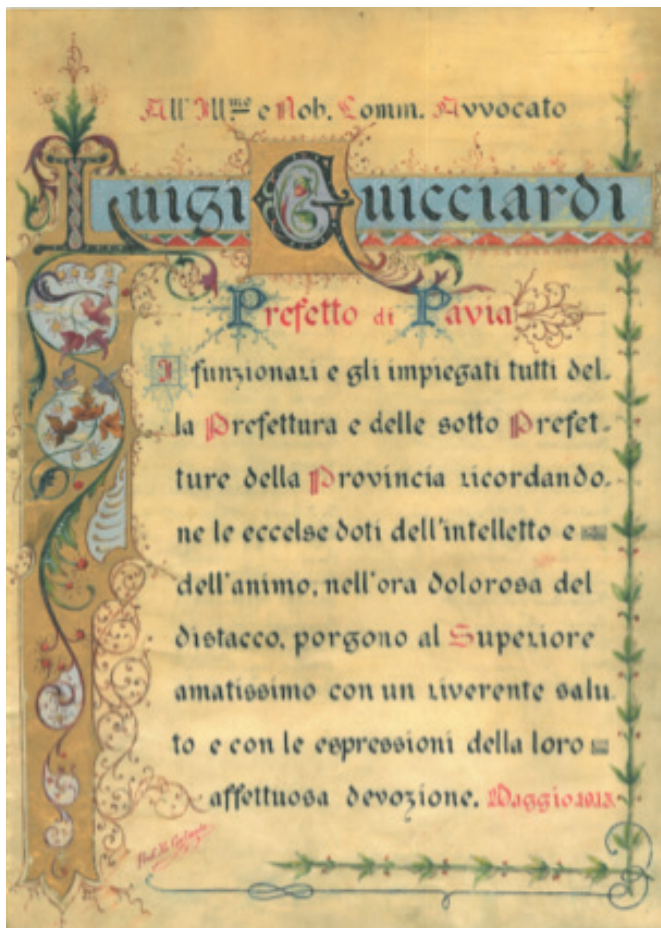 All' Ill.me e Nob. Comm. Avvocato
Luigi Guicciardi
Prefetto di Pavia
I funzionari e gli impiegati tutti del-
la Prefettura e delle sotto Prefet-
ture della Provincia ricordando-
ne le eccelse doti dell'intelletto e
dell'animo, nell'ora dolorosa del
distacco, porgono al Superiore
amatissimo con un riverente salu
to e con le espressioni della loro
affettuosa devozione. Maggio 1913.